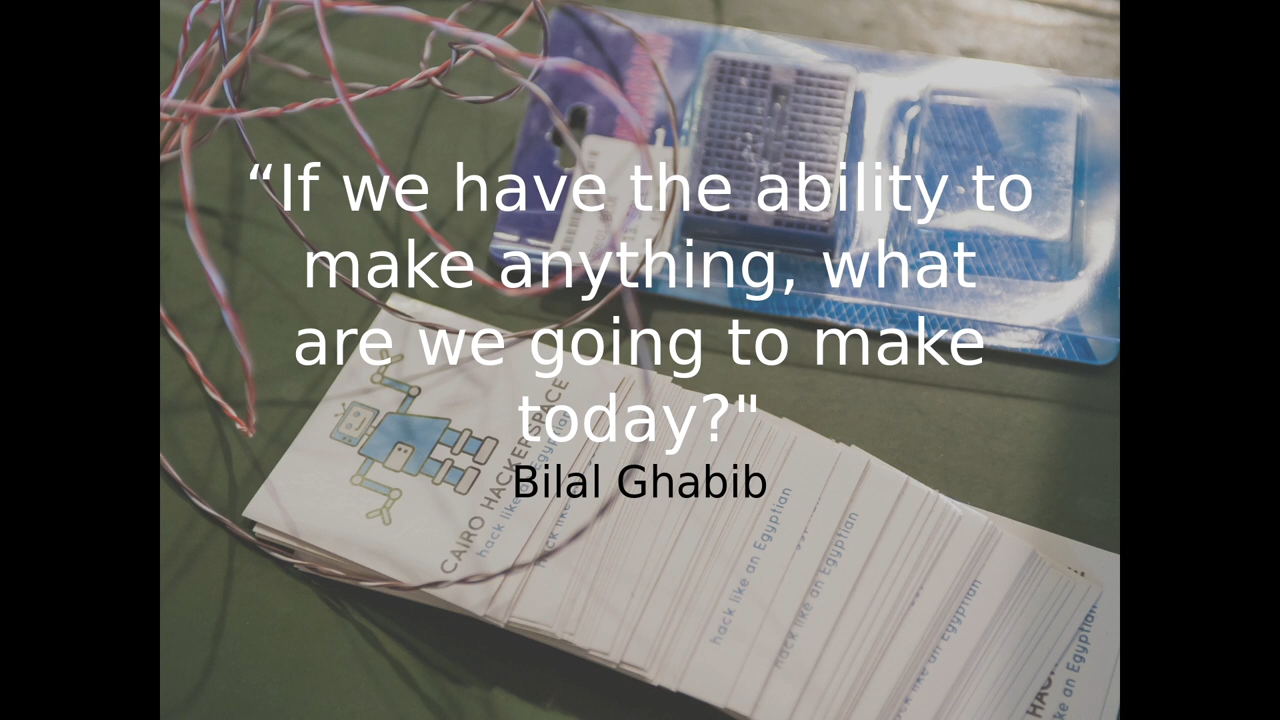 “If we have the ability to
make anything, what
are we going to make
today?"
Bilal Ghabib
CAIRO HACKERSPACE
hack like an Egyptian
hack like
hack like an Egyptian
hack like an Egyptian
hack like an Egyptian
like an Egyptian